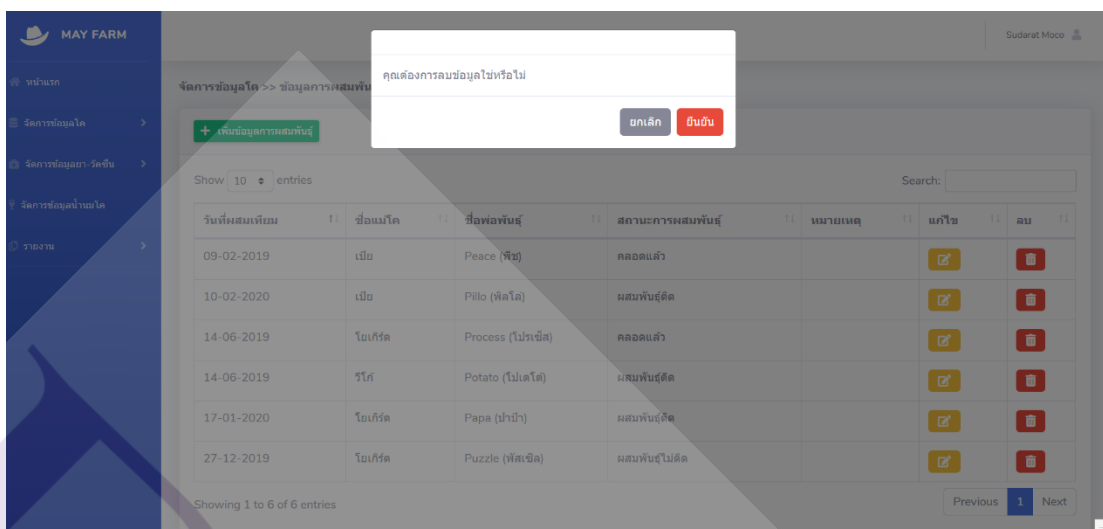 MAY FARM
Sudarat Moco
หน้าแรก
จัดการข้อมูลโค
จัดการข้อมูลยา-วัคซีน
จัดการข้อมูลน้ำนมโค
รายงาน
คุณต้องการลบข้อมูลใช่หรือไม่
ยกเลิก ยืนยัน
จัดการข้อมูลโค >> ข้อมูลการผสมพัน
+ เพิ่มข้อมูลการผสมพันธุ์
Show 10 entries Search:
วันที่ผสมเทียม ชื่อแม่โค ชื่อพ่อพันธุ์ สถานะการผสมพันธุ์ หมายเหตุ แก้ไข ลบ
09-02-2019 เปีย Peace (พีช) คลอดแล้ว
10-02-2020 เปีย Pillo (พิลโล่) ผสมพันธุ์ติด
14-06-2019 โยเกิร์ต Process (โปรเซ็ส) คลอดแล้ว
14-06-2019 รีโก้ Potato (โปเตโต้) ผสมพันธุ์ติด
17-01-2020 โยเกิร์ต Papa (ปาป้า) ผสมพันธุ์ติด
27-12-2019 โยเกิร์ต Puzzle (พัสเซิล) ผสมพันธุ์ไม่ติด
Showing 1 to 6 of 6 entries Previous 1 Next